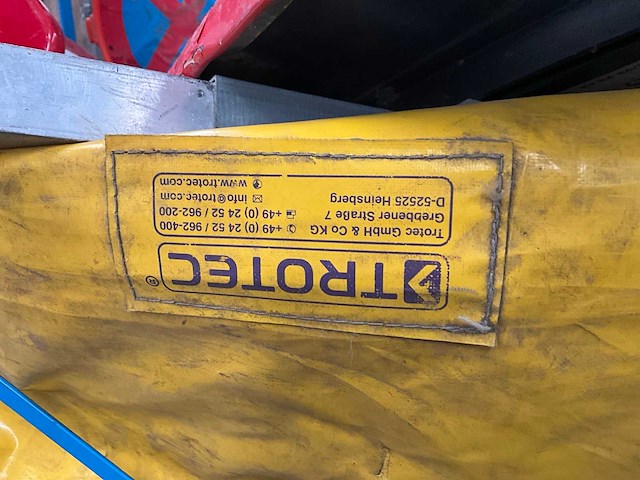 TROTEC®
Trotec GmbH & Co KG
Grebbener Straße 7
D-52525 Heinsberg
+49 (0) 24 52 / 962-400
+49 (0) 24 52 / 962-200
info@trotec.com
www.trotec.com